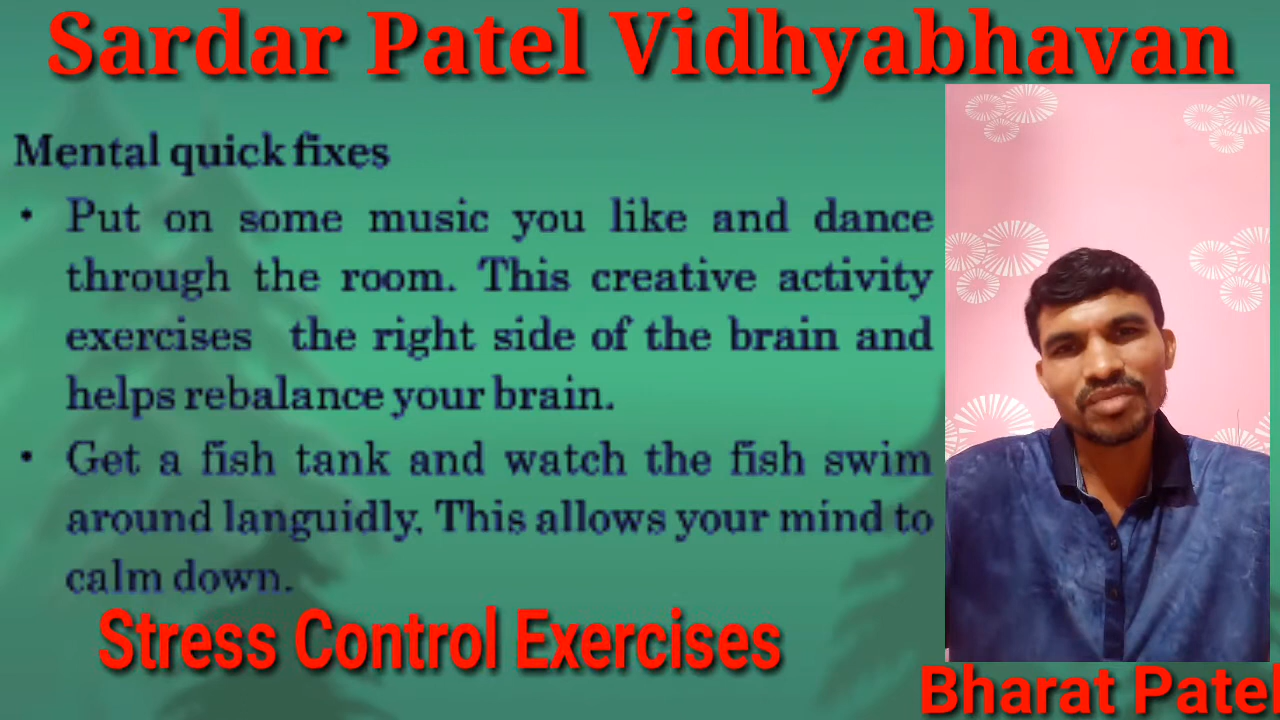 Sardar Patel Vidhyabhavan
Mental quick fixes
• Put on some music you like and dance
through the room. This creative activity
exercises the right side of the brain and
helps rebalance your brain.
• Get a fish tank and watch the fish swim
around languidly. This allows your mind to
calm down.
Stress Control Exercises
Bharat Patel